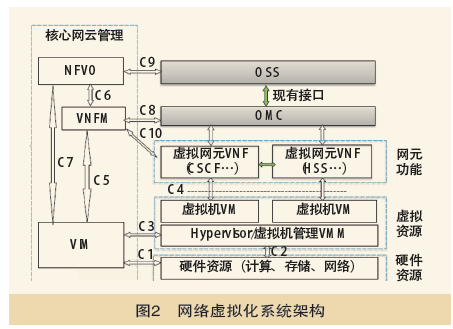 核心网云管理
NFVO
C9
OSS
C6
现有接口
VNFM
C8
OMC
C10
虚拟网元VNF
(CSCF…)
虚拟网元VNF
(HSS…)
网元
功能
C7
C5
C4
虚拟机VM
虚拟机VM
虚拟
资源
VIM
C3
Hypervisor/虚拟机管理VMM
C2
C1
硬件资源（计算、存储、网络）
硬件
资源
图2 网络虚拟化系统架构